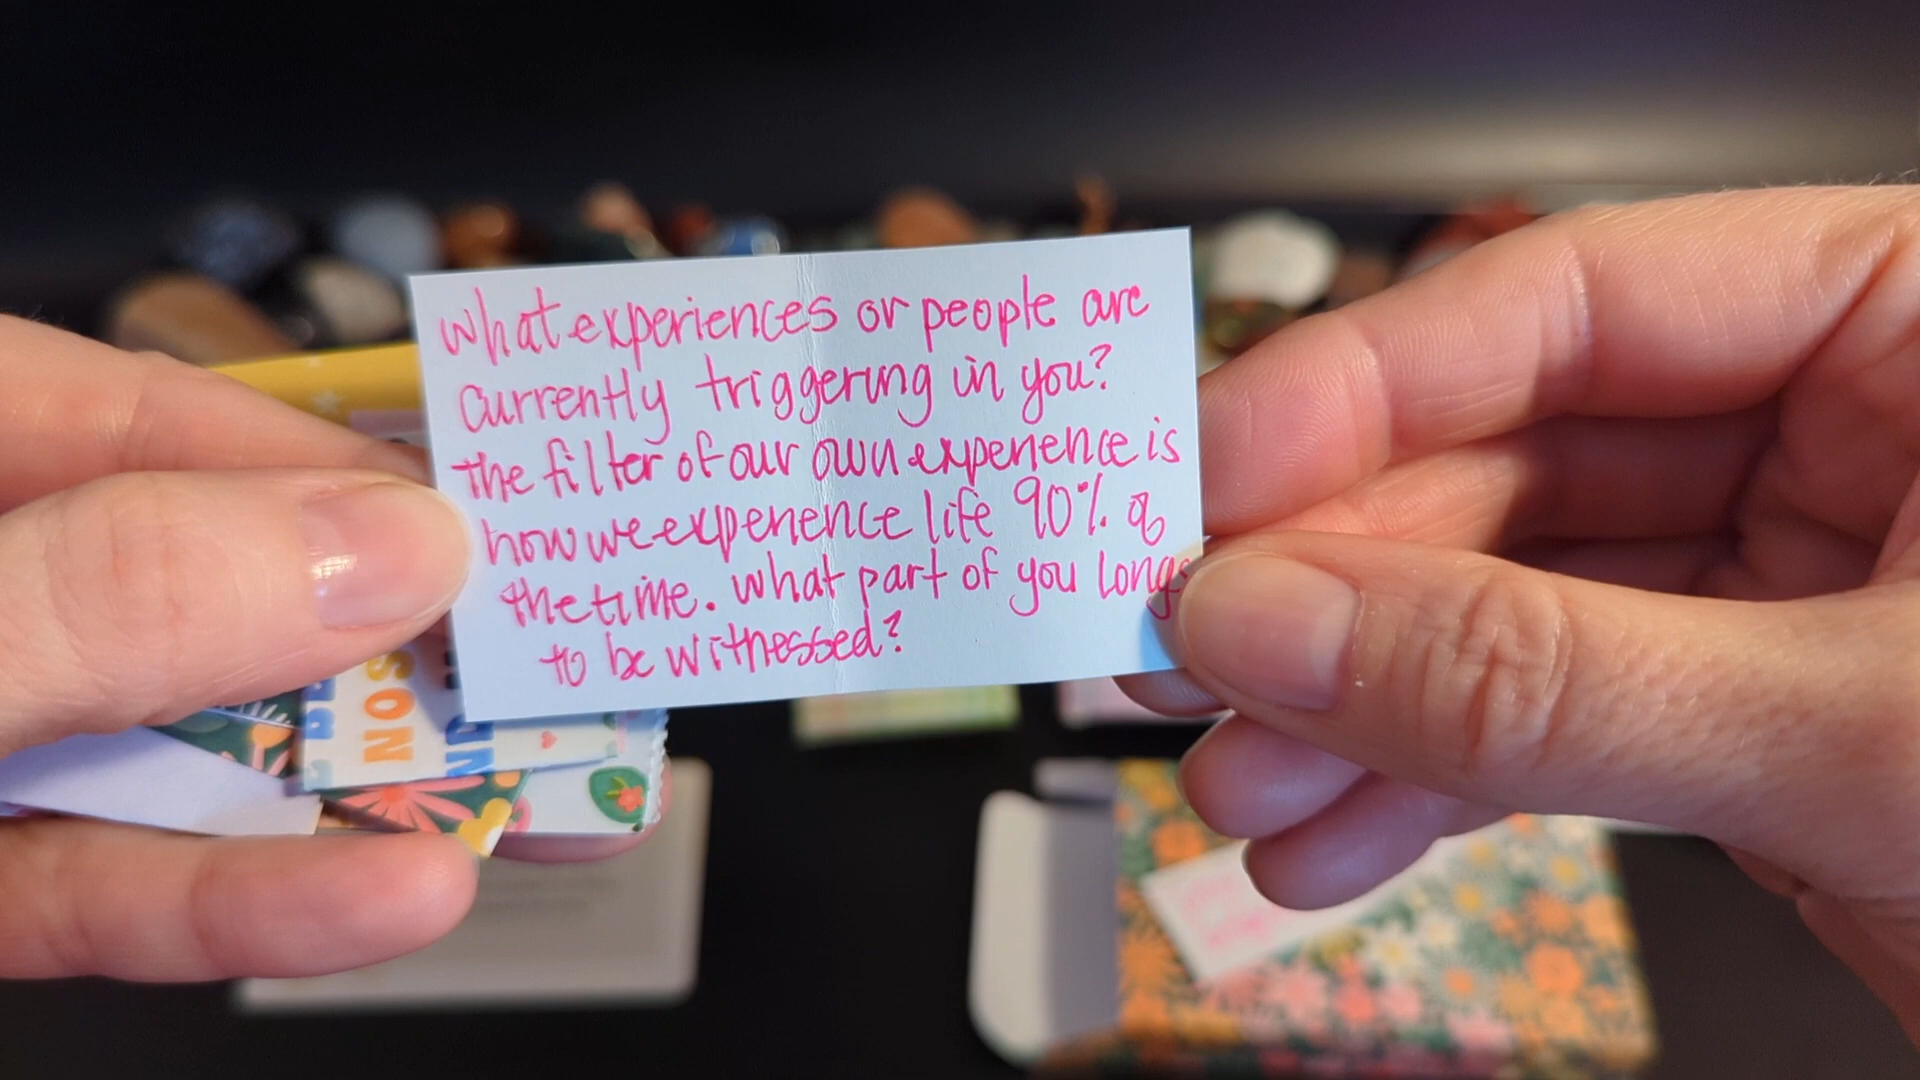 what experiences or people are
currently triggering in you?
the filter of our own experience is
how we experience life 90% of
the time. what part of you longs
to be witnessed?
SON